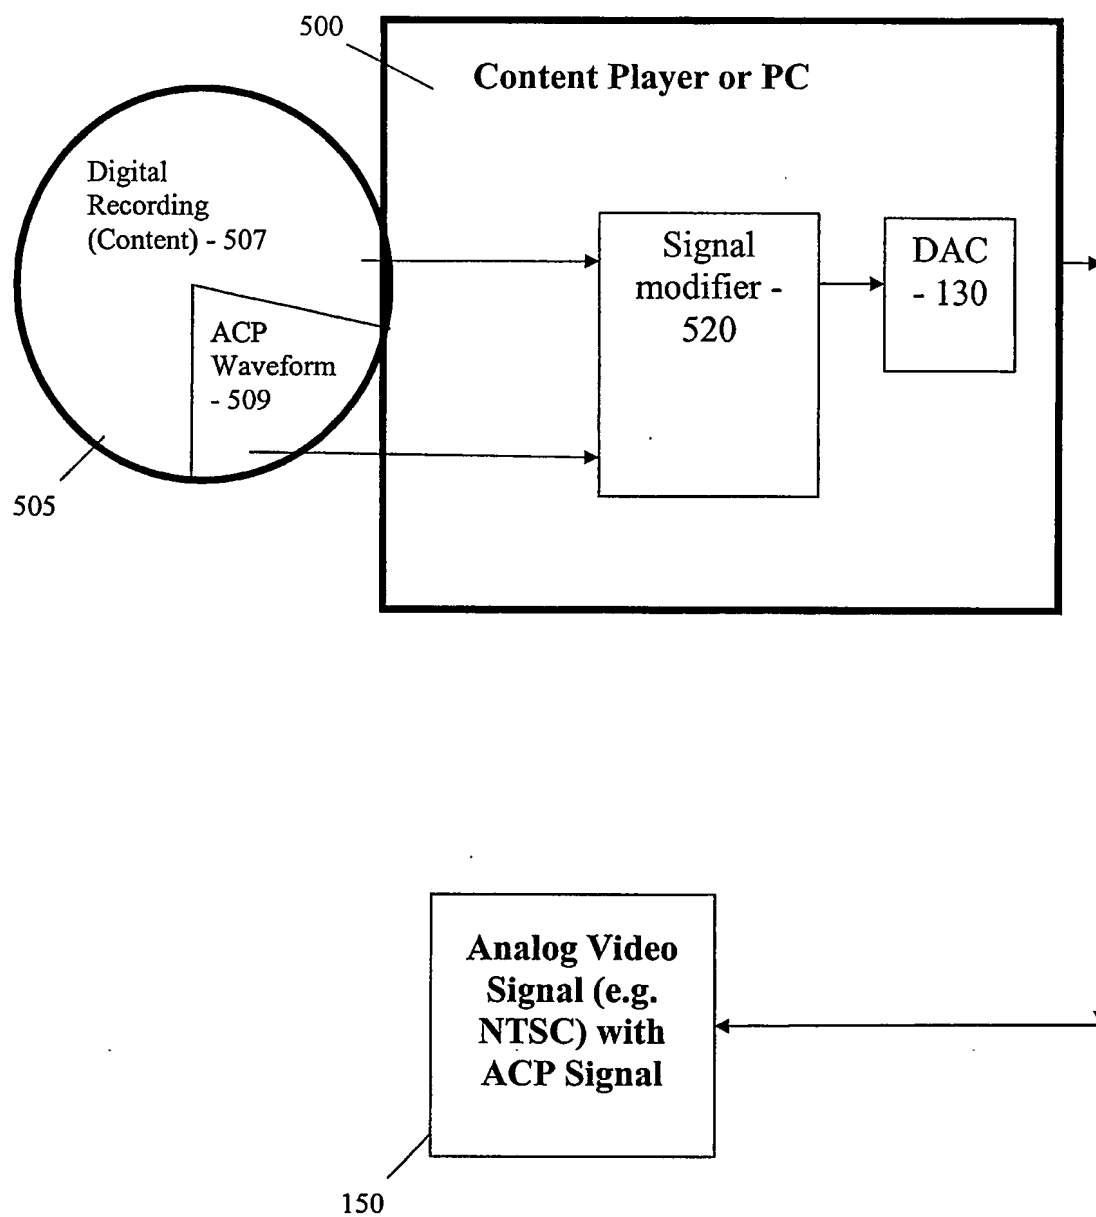 500
Content Player or PC
Digital
Recording
(Content) - 507
Signal
modifier -
520
DAC
- 130
ACP
Waveform
- 509
505
Analog Video
Signal (e.g.
NTSC) with
ACP Signal
150